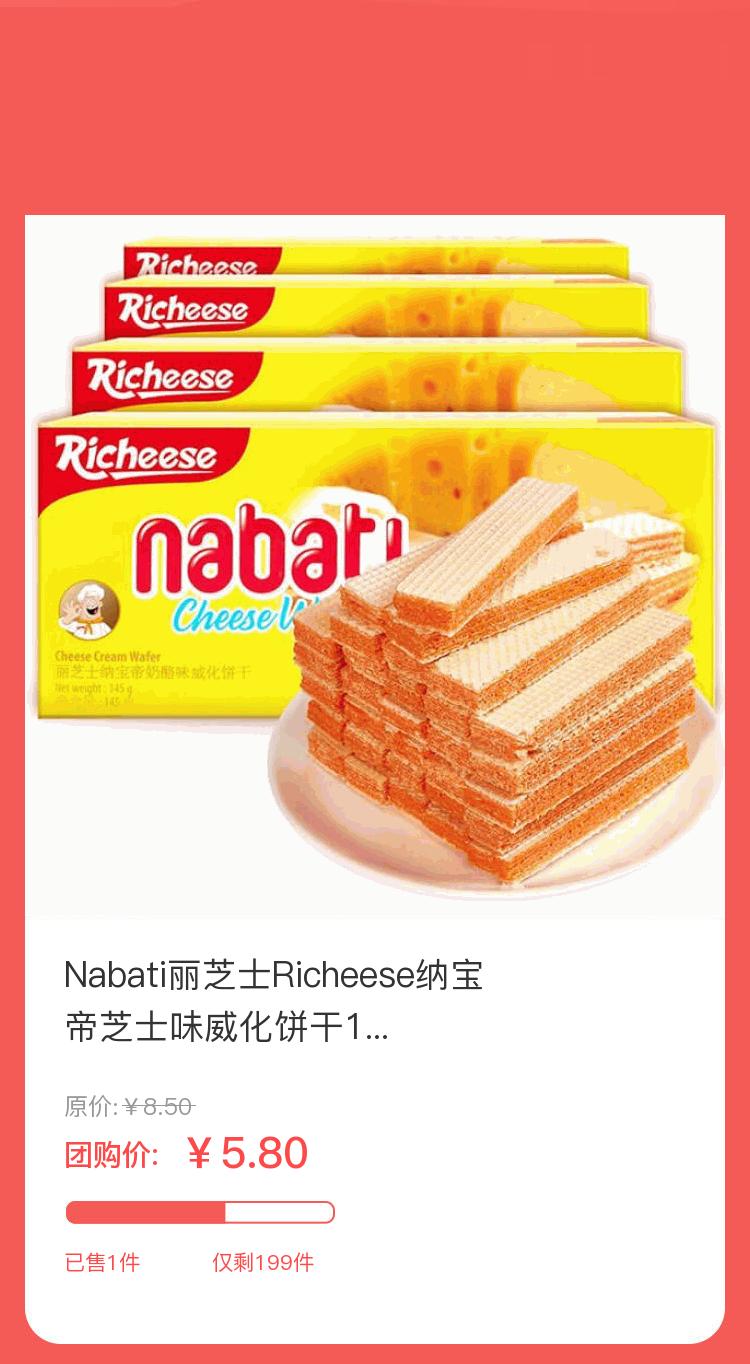 Richeese
Richeese
Richeese
Richeese
nabati
Cheese W
Cheese Cream Wafer
丽芝士纳宝帝奶酪味威化饼干
Net weight : 145 g
Nabati丽芝士Richeese纳宝
帝芝士味威化饼干1...
原价: ¥8.50
团购价: ¥5.80
已售1件 仅剩199件